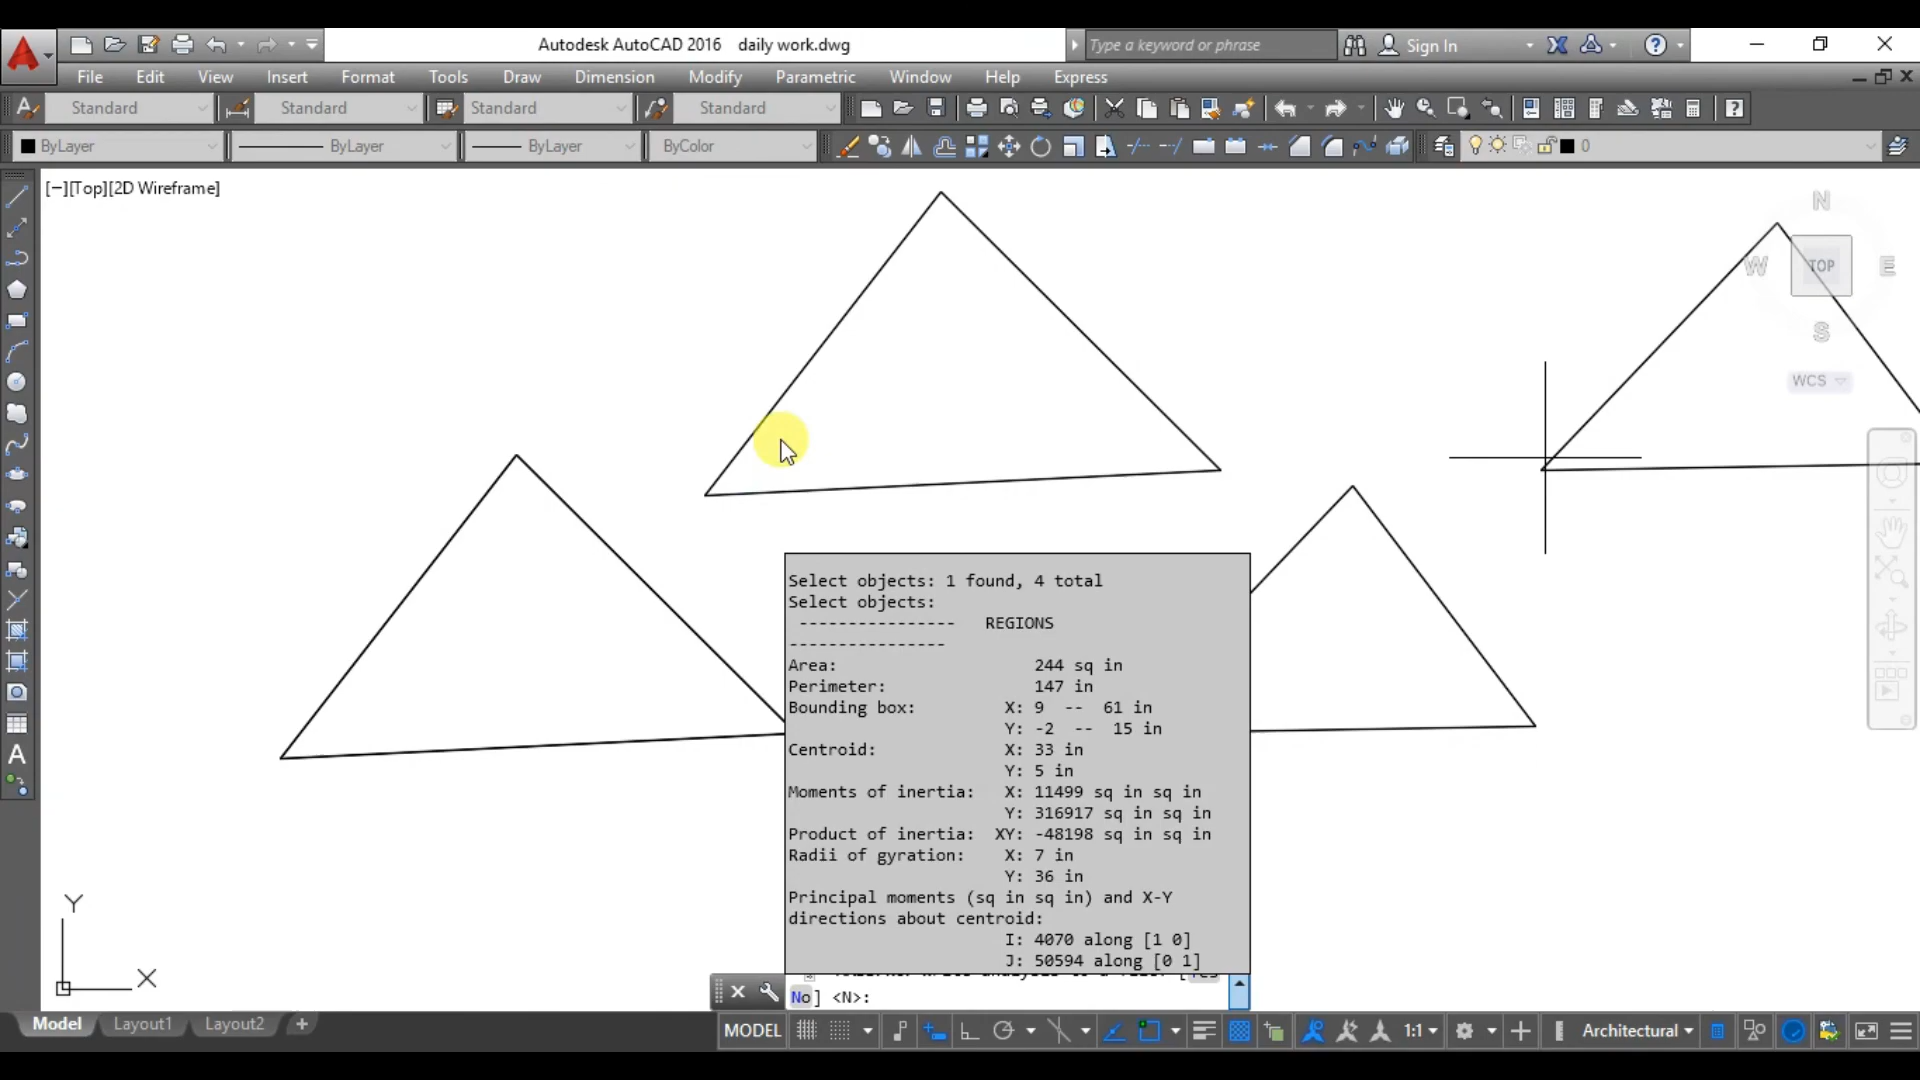 Autodesk AutoCAD 2016 daily work.dwg
Type a keyword or phrase
Sign In
File Edit View Insert Format Tools Draw Dimension Modify Parametric Window Help Express
Standard Standard Standard Standard
ByLayer ByLayer ByLayer ByColor 0
[−][Top][2D Wireframe]
N
W TOP E
S
WCS
Select objects: 1 found, 4 total
Select objects:
---------------- REGIONS
----------------
Area: 244 sq in
Perimeter: 147 in
Bounding box: X: 9 -- 61 in
Y: -2 -- 15 in
Centroid: X: 33 in
Y: 5 in
Moments of inertia: X: 11499 sq in sq in
Y: 316917 sq in sq in
Product of inertia: XY: -48198 sq in sq in
Radii of gyration: X: 7 in
Y: 36 in
Principal moments (sq in sq in) and X-Y
directions about centroid:
I: 4070 along [1 0]
J: 50594 along [0 1]
No] <N>:
Y
X
Model Layout1 Layout2 +
MODEL 1:1 Architectural